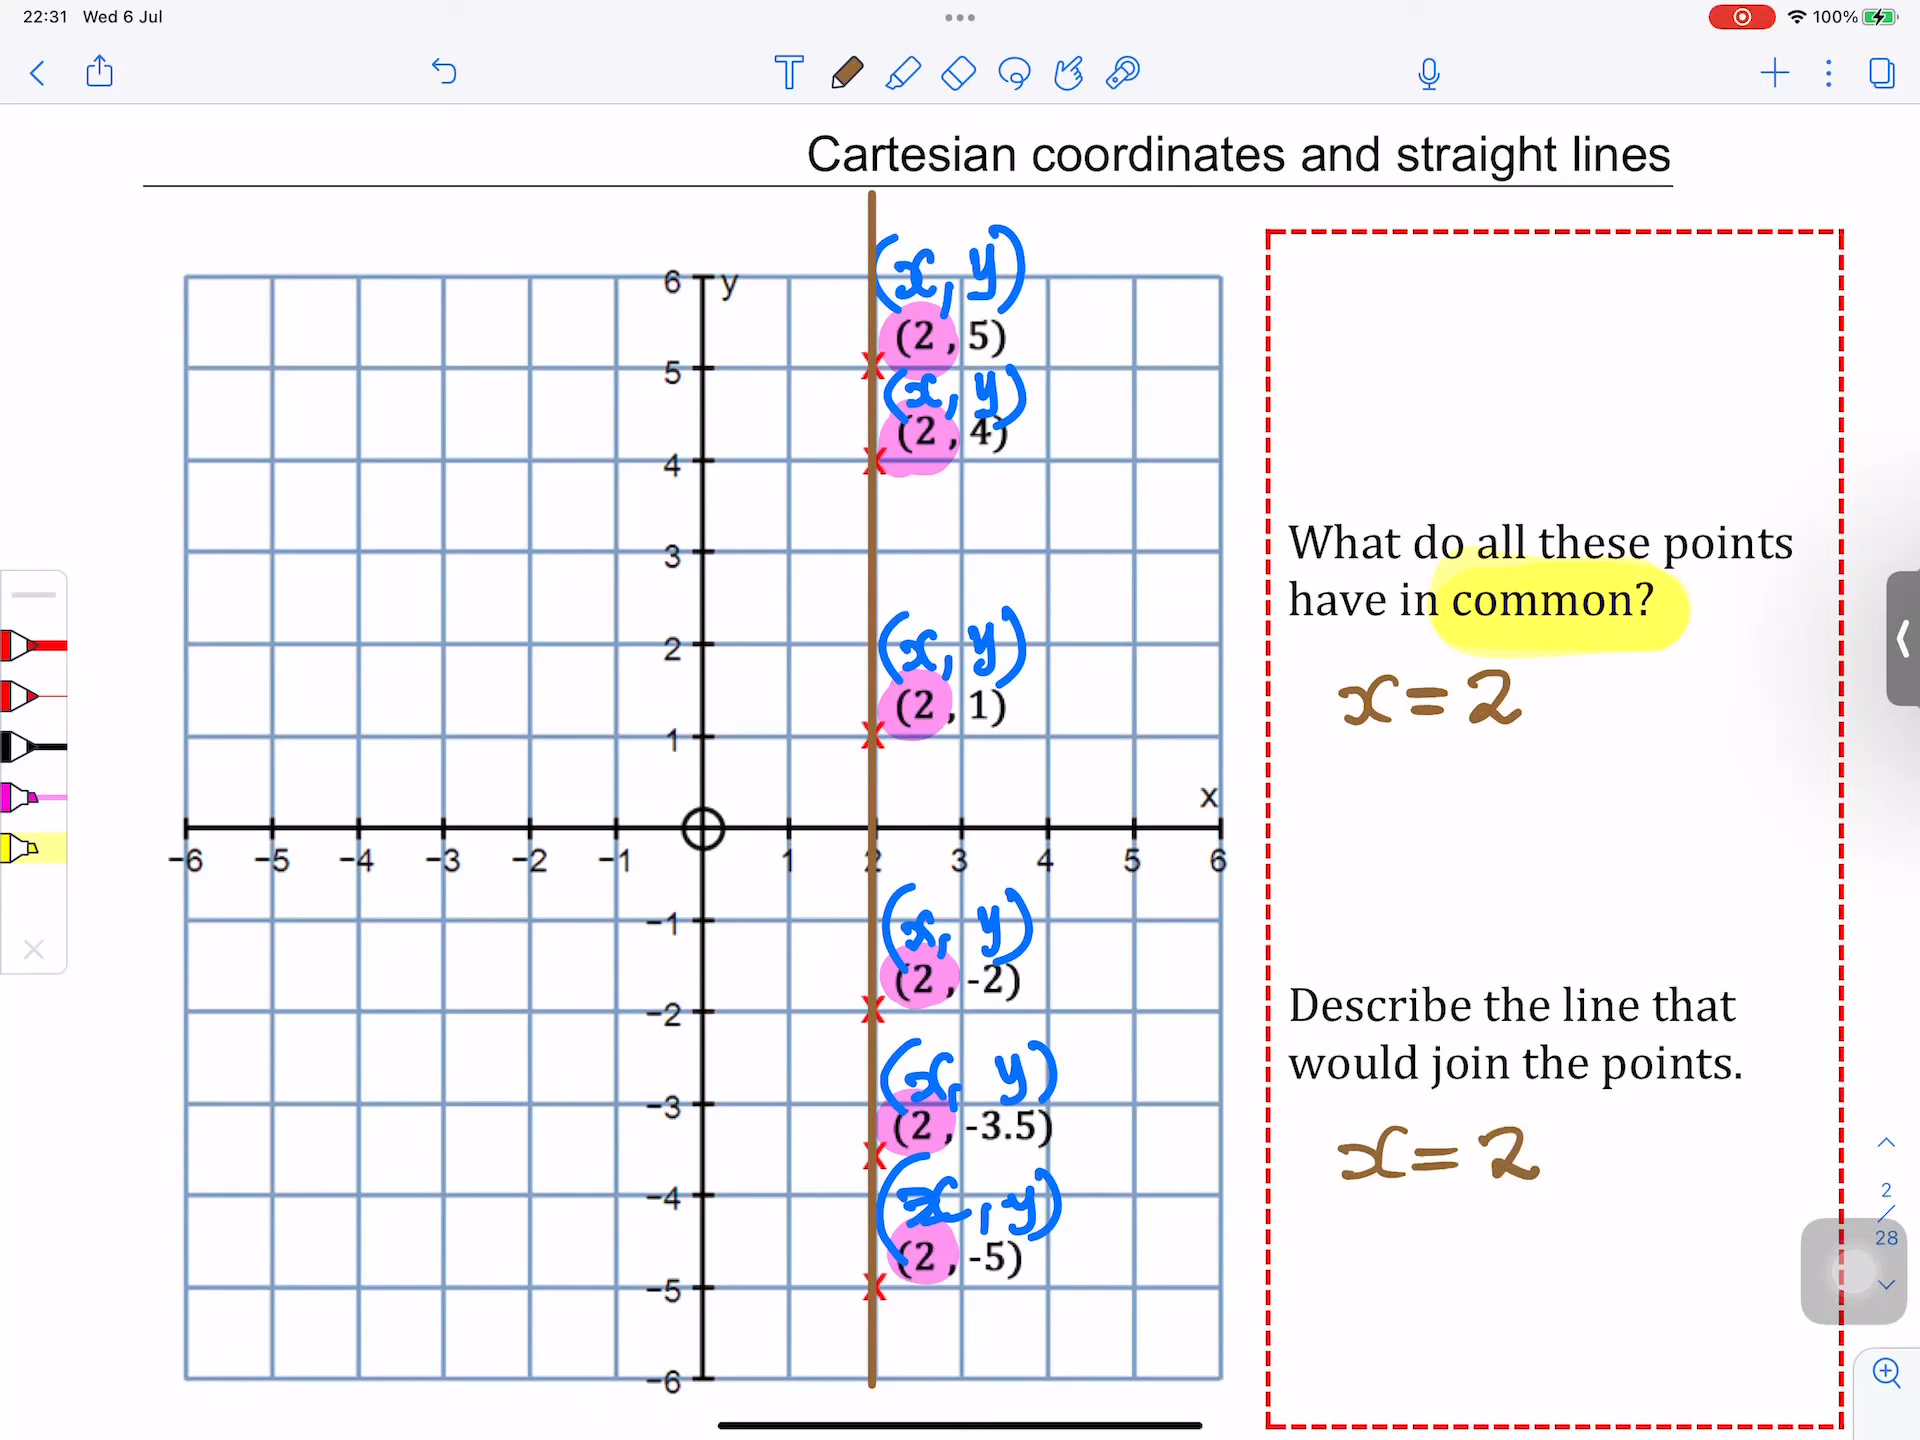 22:31 Wed 6 Jul
100%
T
Cartesian coordinates and straight lines
(x, y)
6 y
(2 , 5)
5
(x, y)
(2 , 4)
4
3
What do all these points
have in common?
(x, y)
2
x = 2
(2 , 1)
1
x
-6 -5 -4 -3 -2 -1 1 2 3 4 5 6
(x, y)
-1
(2 , -2)
-2
Describe the line that
would join the points.
(x, y)
-3
(2 , -3.5)
x = 2
(x, y)
-4
2
/
28
(2 , -5)
-5
-6